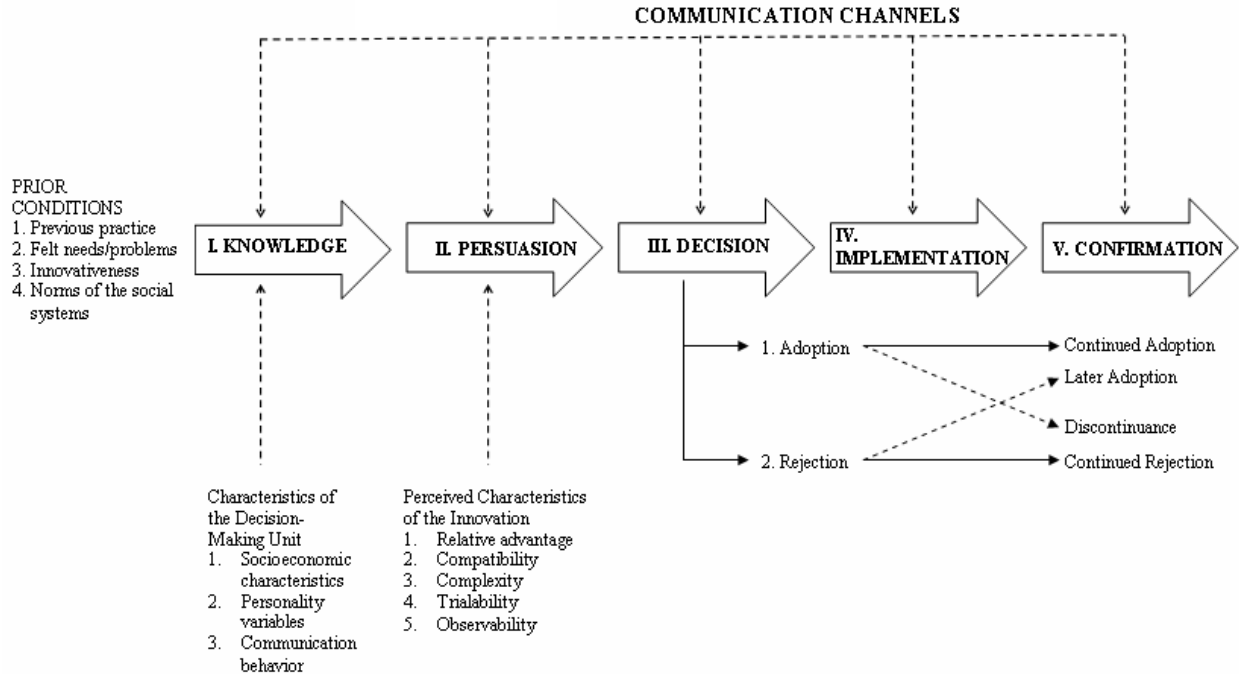 COMMUNICATION CHANNELS
PRIOR
CONDITIONS
1. Previous practice
2. Felt needs/problems
3. Innovativeness
4. Norms of the social
systems
I. KNOWLEDGE
II. PERSUASION
III. DECISION
IV.
IMPLEMENTATION
V. CONFIRMATION
1. Adoption
2. Rejection
Continued Adoption
Later Adoption
Discontinuance
Continued Rejection
Characteristics of
the Decision-
Making Unit
1. Socioeconomic
characteristics
2. Personality
variables
3. Communication
behavior
Perceived Characteristics
of the Innovation
1. Relative advantage
2. Compatibility
3. Complexity
4. Trialability
5. Observability